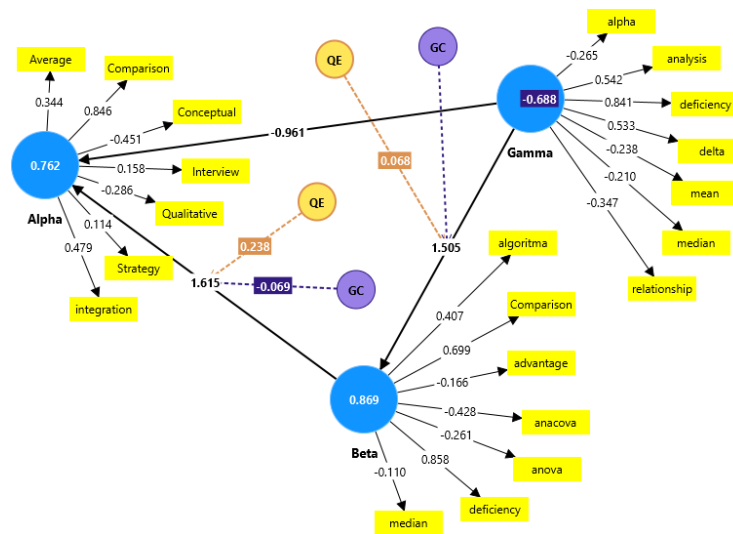 alpha
QE
GC
Average
Comparison
-0.265
analysis
0.542
0.344
0.846
Conceptual
-0.688
0.841
deficiency
-0.451
-0.961
0.533
Gamma
-0.238
delta
0.762
0.158
Interview
0.068
-0.210
mean
-0.286
Qualitative
-0.347
Alpha
0.114
QE
median
0.479
0.238
1.505
algoritma
Strategy
1.615
-0.069
GC
relationship
integration
0.407
Comparison
0.699
advantage
-0.166
0.869
-0.428
anacova
-0.261
Beta
0.858
anova
-0.110
deficiency
median